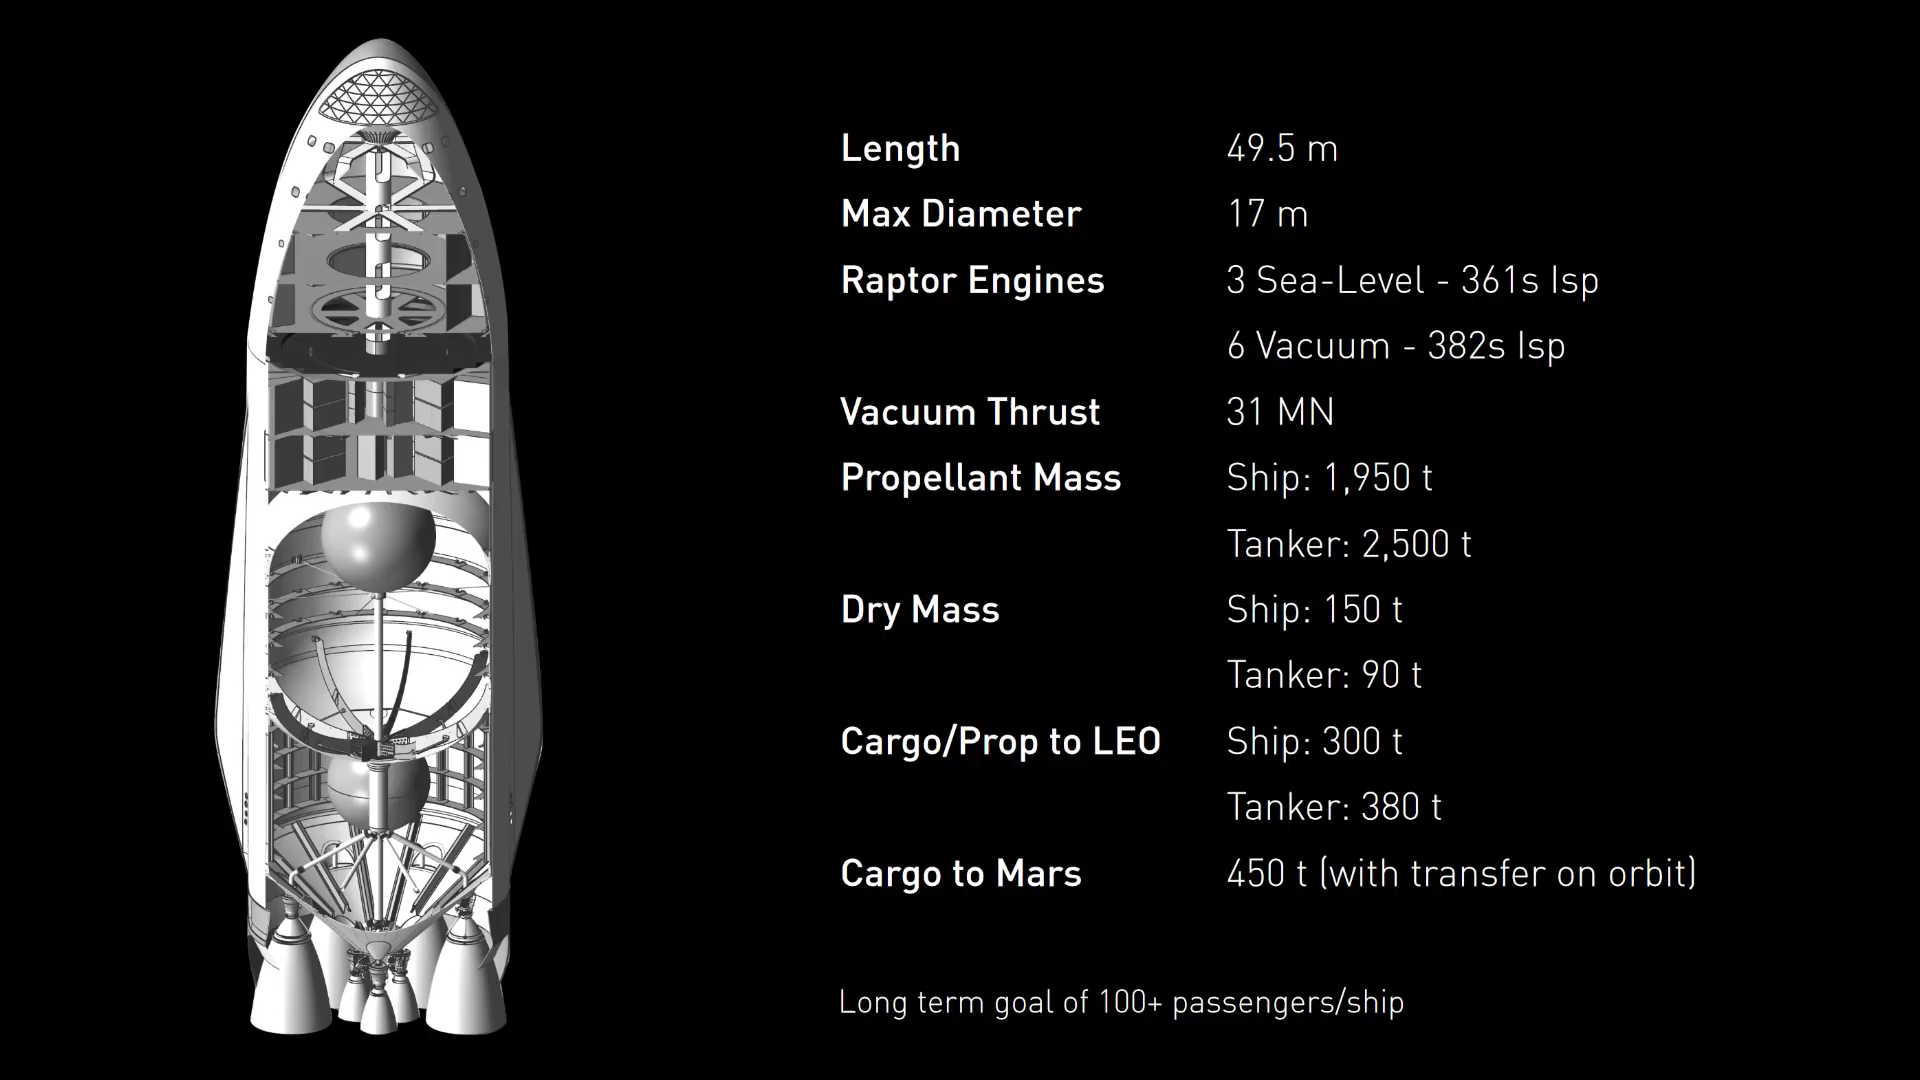 Length 49.5 m
Max Diameter 17 m
Raptor Engines 3 Sea-Level - 361s Isp
6 Vacuum - 382s Isp
Vacuum Thrust 31 MN
Propellant Mass Ship: 1,950 t
Tanker: 2,500 t
Dry Mass Ship: 150 t
Tanker: 90 t
Cargo/Prop to LEO Ship: 300 t
Tanker: 380 t
Cargo to Mars 450 t (with transfer on orbit)
Long term goal of 100+ passengers/ship